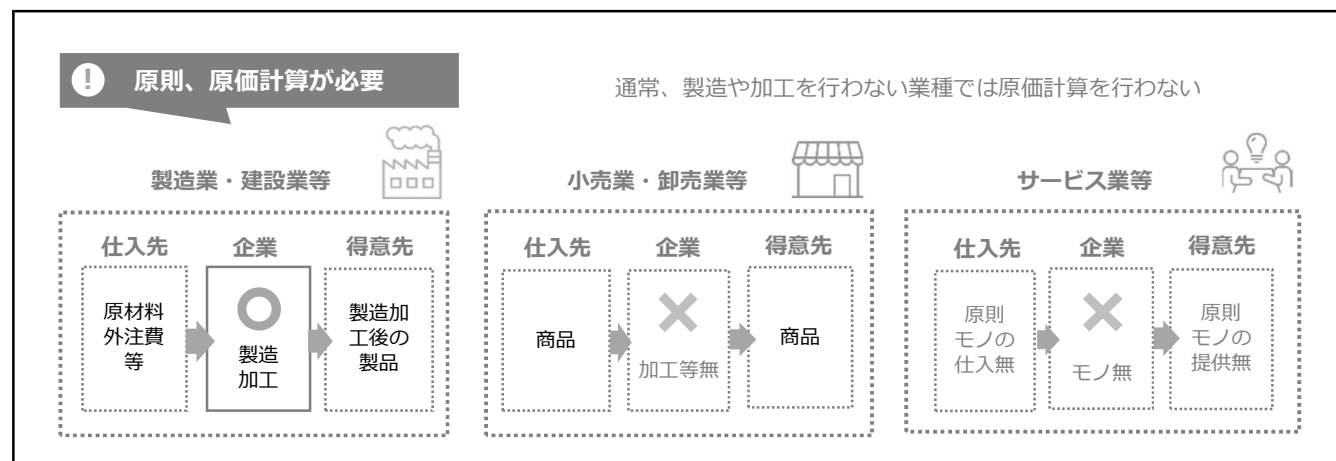 ! 原則、原価計算が必要
通常、製造や加工を行わない業種では原価計算を行わない
製造業・建設業等
仕入先
企業
得意先
原材料
外注費
等
製造
加工
製造加
工後の
製品
小売業・卸売業等
仕入先
企業
得意先
商品
加工等無
商品
サービス業等
仕入先
企業
得意先
原則
モノの
仕入無
モノ無
原則
モノの
提供無